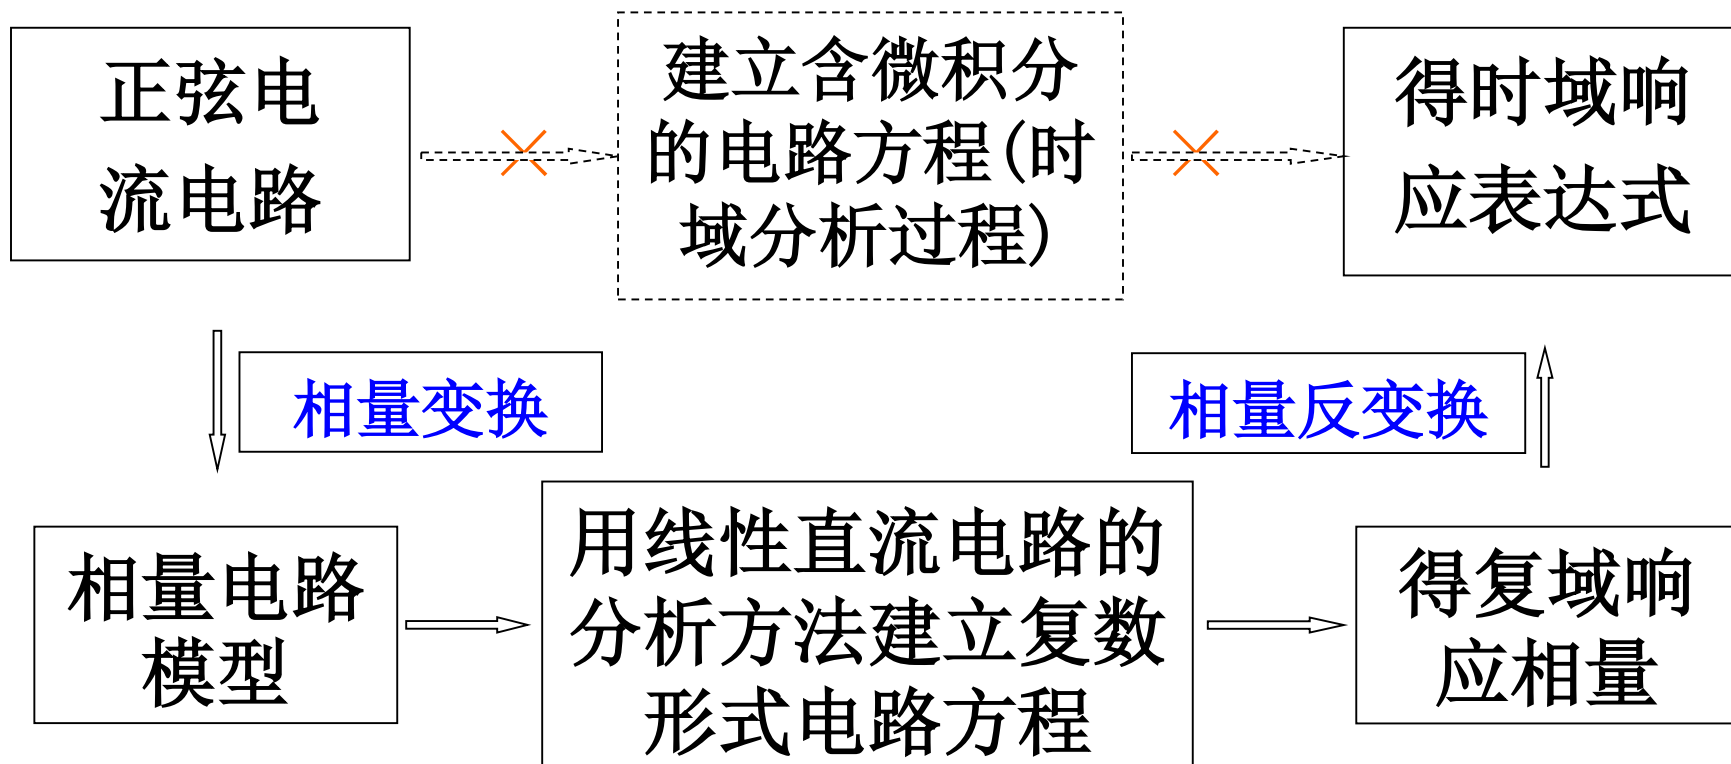 正弦电
流电路
建立含微积分
的电路方程(时
域分析过程)
得时域响
应表达式
相量变换
相量反变换
相量电路
模型
用线性直流电路的
分析方法建立复数
形式电路方程
得复域响
应相量